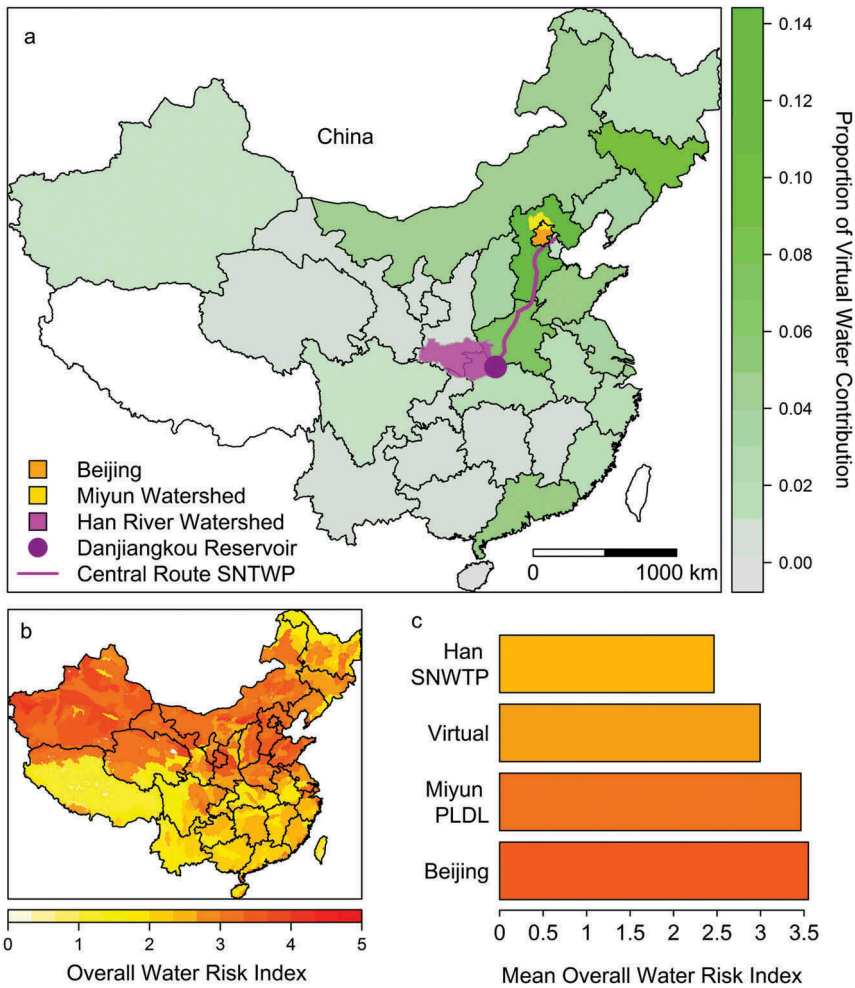 a
China
Beijing
Miyun Watershed
Han River Watershed
Danjiangkou Reservoir
Central Route SNTWP
0 1000 km
0.14
0.12
0.10
0.08
0.06
0.04
0.02
0.00
Proportion of Virtual Water Contribution
b
0 1 2 3 4 5
Overall Water Risk Index
c
Han
SNWTP
Virtual
Miyun
PLDL
Beijing
0 0.5 1 1.5 2 2.5 3 3.5
Mean Overall Water Risk Index